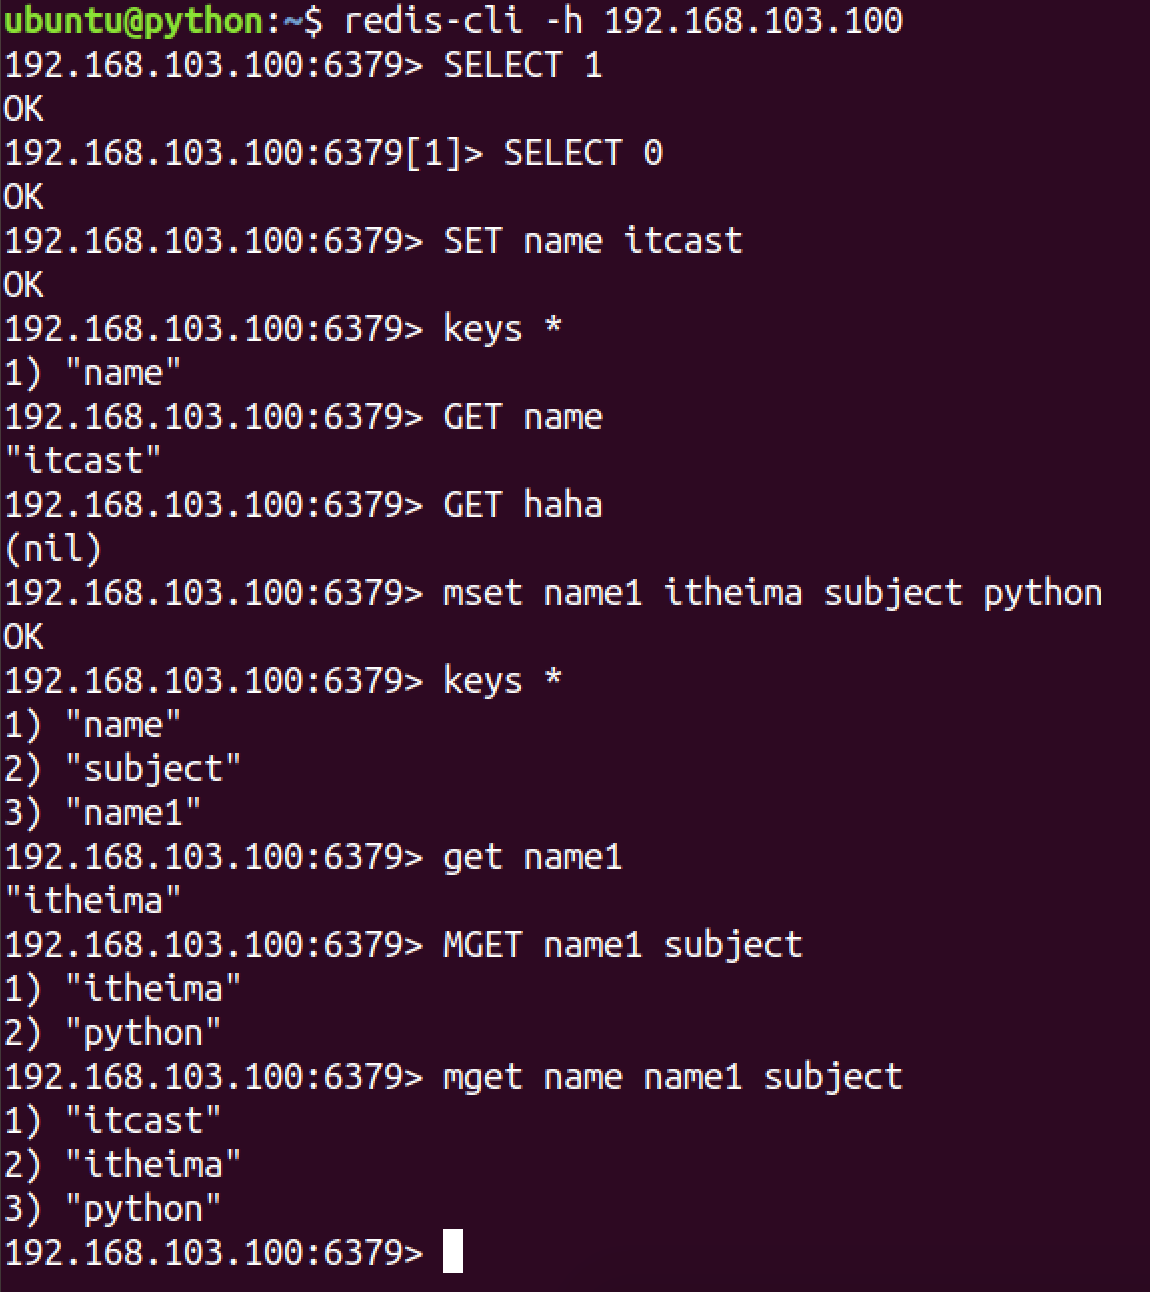 ubuntu@python:~$ redis-cli -h 192.168.103.100
192.168.103.100:6379> SELECT 1
OK
192.168.103.100:6379[1]> SELECT 0
OK
192.168.103.100:6379> SET name itcast
OK
192.168.103.100:6379> keys *
1) "name"
192.168.103.100:6379> GET name
"itcast"
192.168.103.100:6379> GET haha
(nil)
192.168.103.100:6379> mset name1 itheima subject python
OK
192.168.103.100:6379> keys *
1) "name"
2) "subject"
3) "name1"
192.168.103.100:6379> get name1
"itheima"
192.168.103.100:6379> MGET name1 subject
1) "itheima"
2) "python"
192.168.103.100:6379> mget name name1 subject
1) "itcast"
2) "itheima"
3) "python"
192.168.103.100:6379>